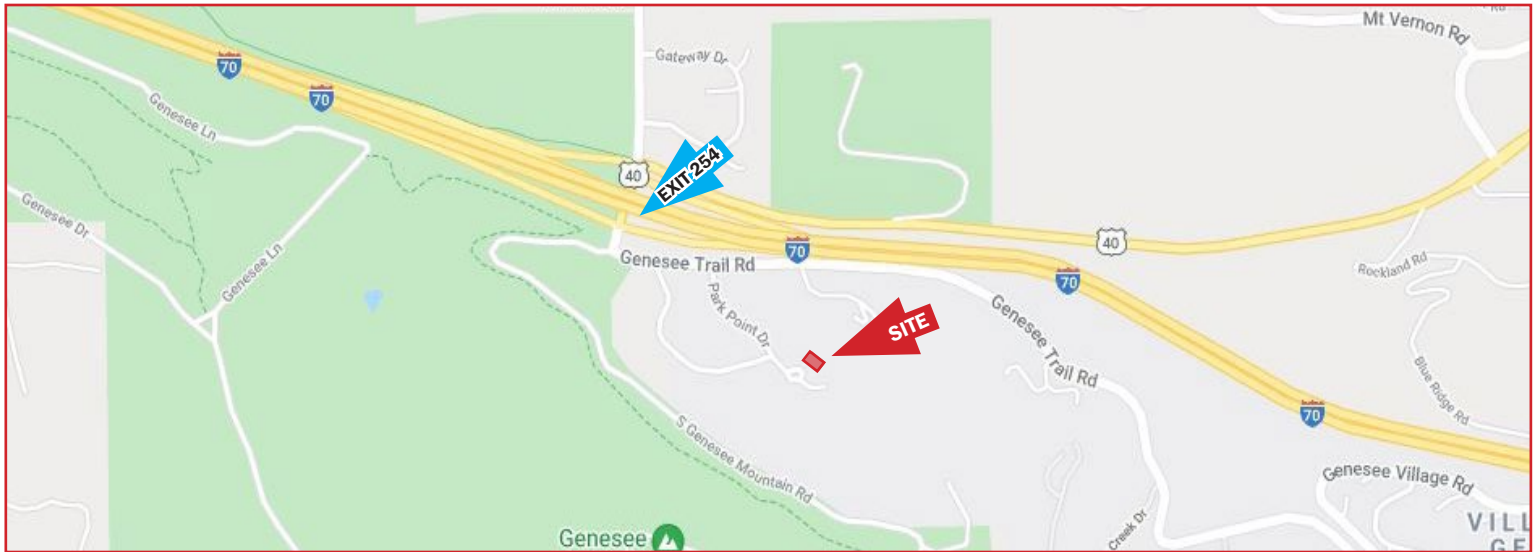 Mt Vernon Rd
Gateway Dr
70
70
Genesee Ln
EXIT 254
40
Genesee Dr
Genesee Ln
40
70
Genesee Trail Rd
Rockland Rd
70
Park Point Dr
SITE
Genesee Trail Rd
Blue Ridge Rd
70
S Genesee Mountain Rd
Genesee Village Rd
Genesee
Creek Dr
VILL
GE